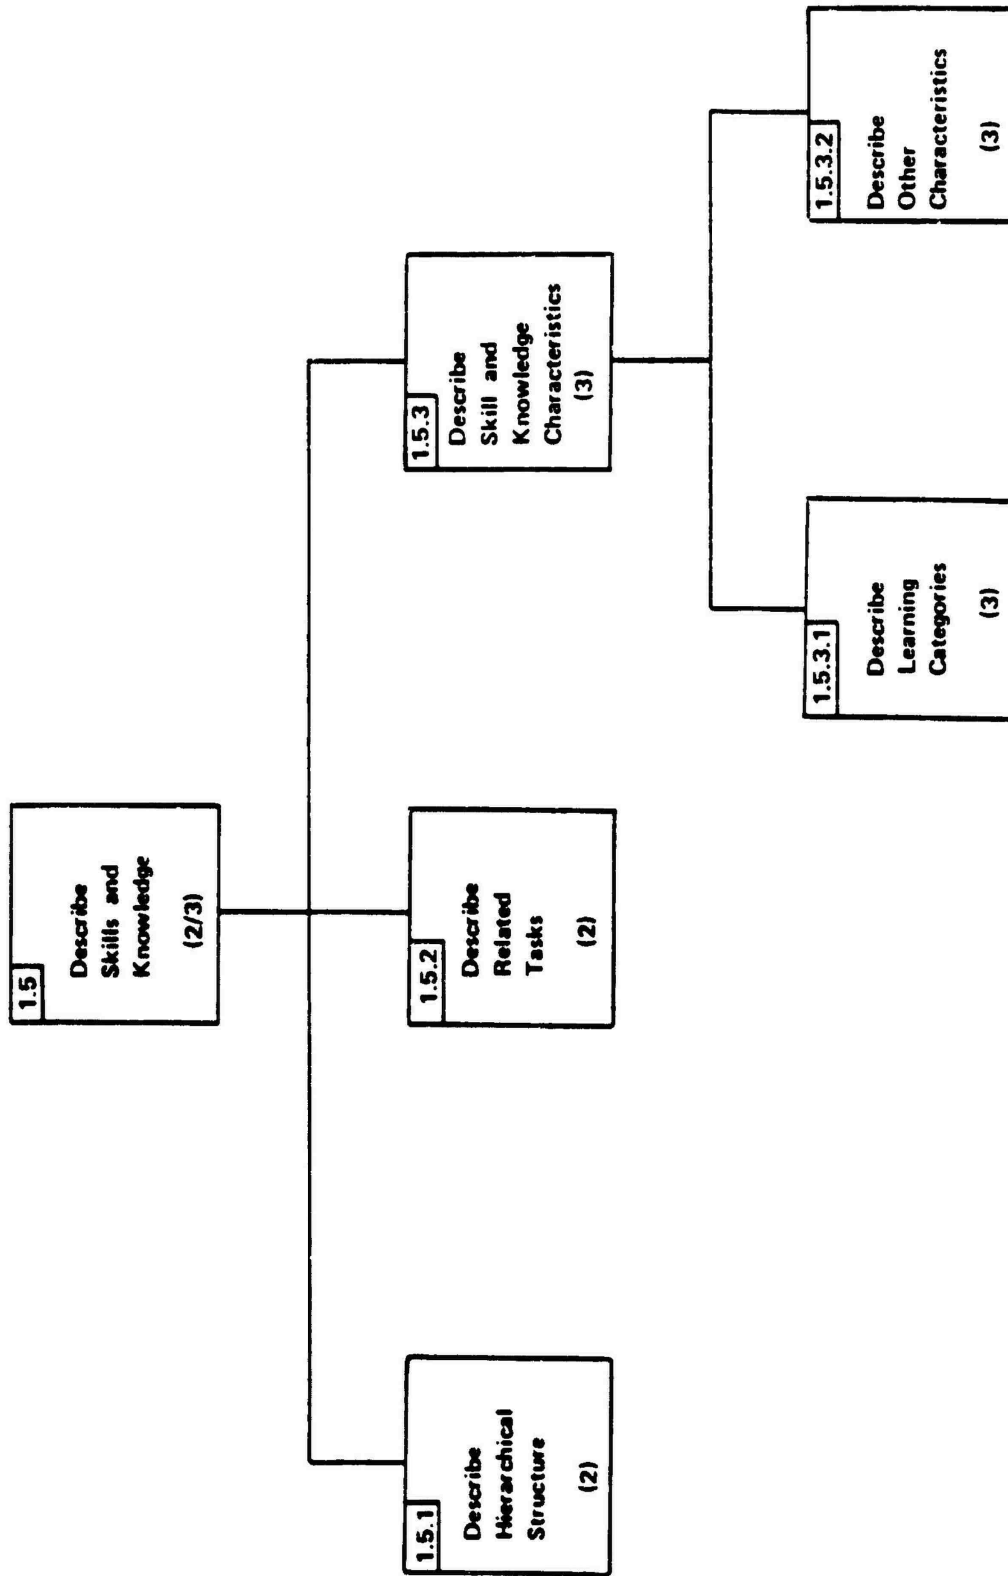 1.5
Describe
Skills and
Knowledge
(2/3)
1.5.1
Describe
Hierarchical
Structure
(2)
1.5.2
Describe
Related
Tasks
(2)
1.5.3
Describe
Skill and
Knowledge
Characteristics
(3)
1.5.3.1
Describe
Learning
Categories
(3)
1.5.3.2
Describe
Other
Characteristics
(3)